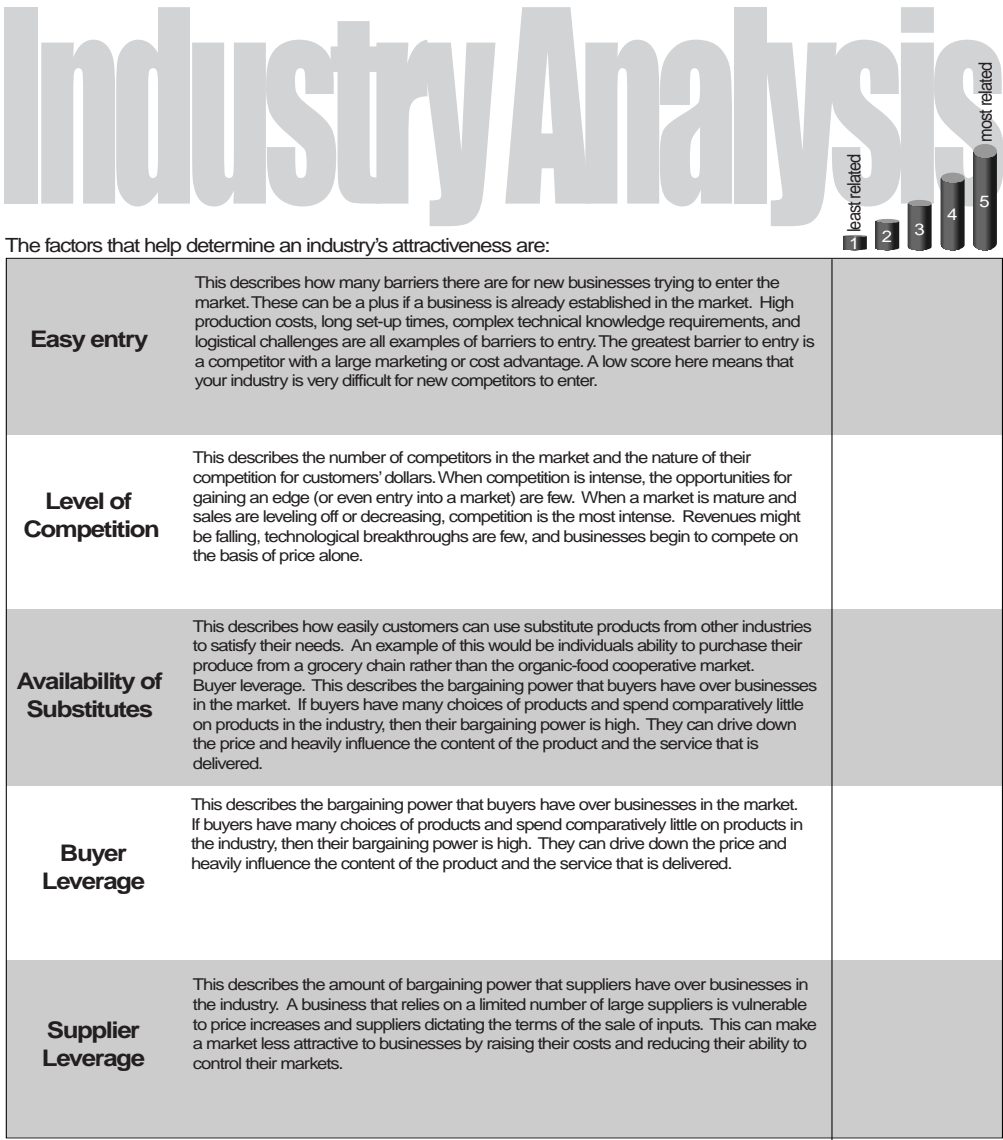 Industry Analysis
least related
most related
1 2 3 4 5
The factors that help determine an industry's attractiveness are:
Easy entry
This describes how many barriers there are for new businesses trying to enter the
market. These can be a plus if a business is already established in the market. High
production costs, long set-up times, complex technical knowledge requirements, and
logistical challenges are all examples of barriers to entry. The greatest barrier to entry is
a competitor with a large marketing or cost advantage. A low score here means that
your industry is very difficult for new competitors to enter.
Level of
Competition
This describes the number of competitors in the market and the nature of their
competition for customers' dollars. When competition is intense, the opportunities for
gaining an edge (or even entry into a market) are few. When a market is mature and
sales are leveling off or decreasing, competition is the most intense. Revenues might
be falling, technological breakthroughs are few, and businesses begin to compete on
the basis of price alone.
Availability of
Substitutes
This describes how easily customers can use substitute products from other industries
to satisfy their needs. An example of this would be individuals ability to purchase their
produce from a grocery chain rather than the organic-food cooperative market.
Buyer leverage. This describes the bargaining power that buyers have over businesses
in the market. If buyers have many choices of products and spend comparatively little
on products in the industry, then their bargaining power is high. They can drive down
the price and heavily influence the content of the product and the service that is
delivered.
Buyer
Leverage
This describes the bargaining power that buyers have over businesses in the market.
If buyers have many choices of products and spend comparatively little on products in
the industry, then their bargaining power is high. They can drive down the price and
heavily influence the content of the product and the service that is delivered.
Supplier
Leverage
This describes the amount of bargaining power that suppliers have over businesses in
the industry. A business that relies on a limited number of large suppliers is vulnerable
to price increases and suppliers dictating the terms of the sale of inputs. This can make
a market less attractive to businesses by raising their costs and reducing their ability to
control their markets.